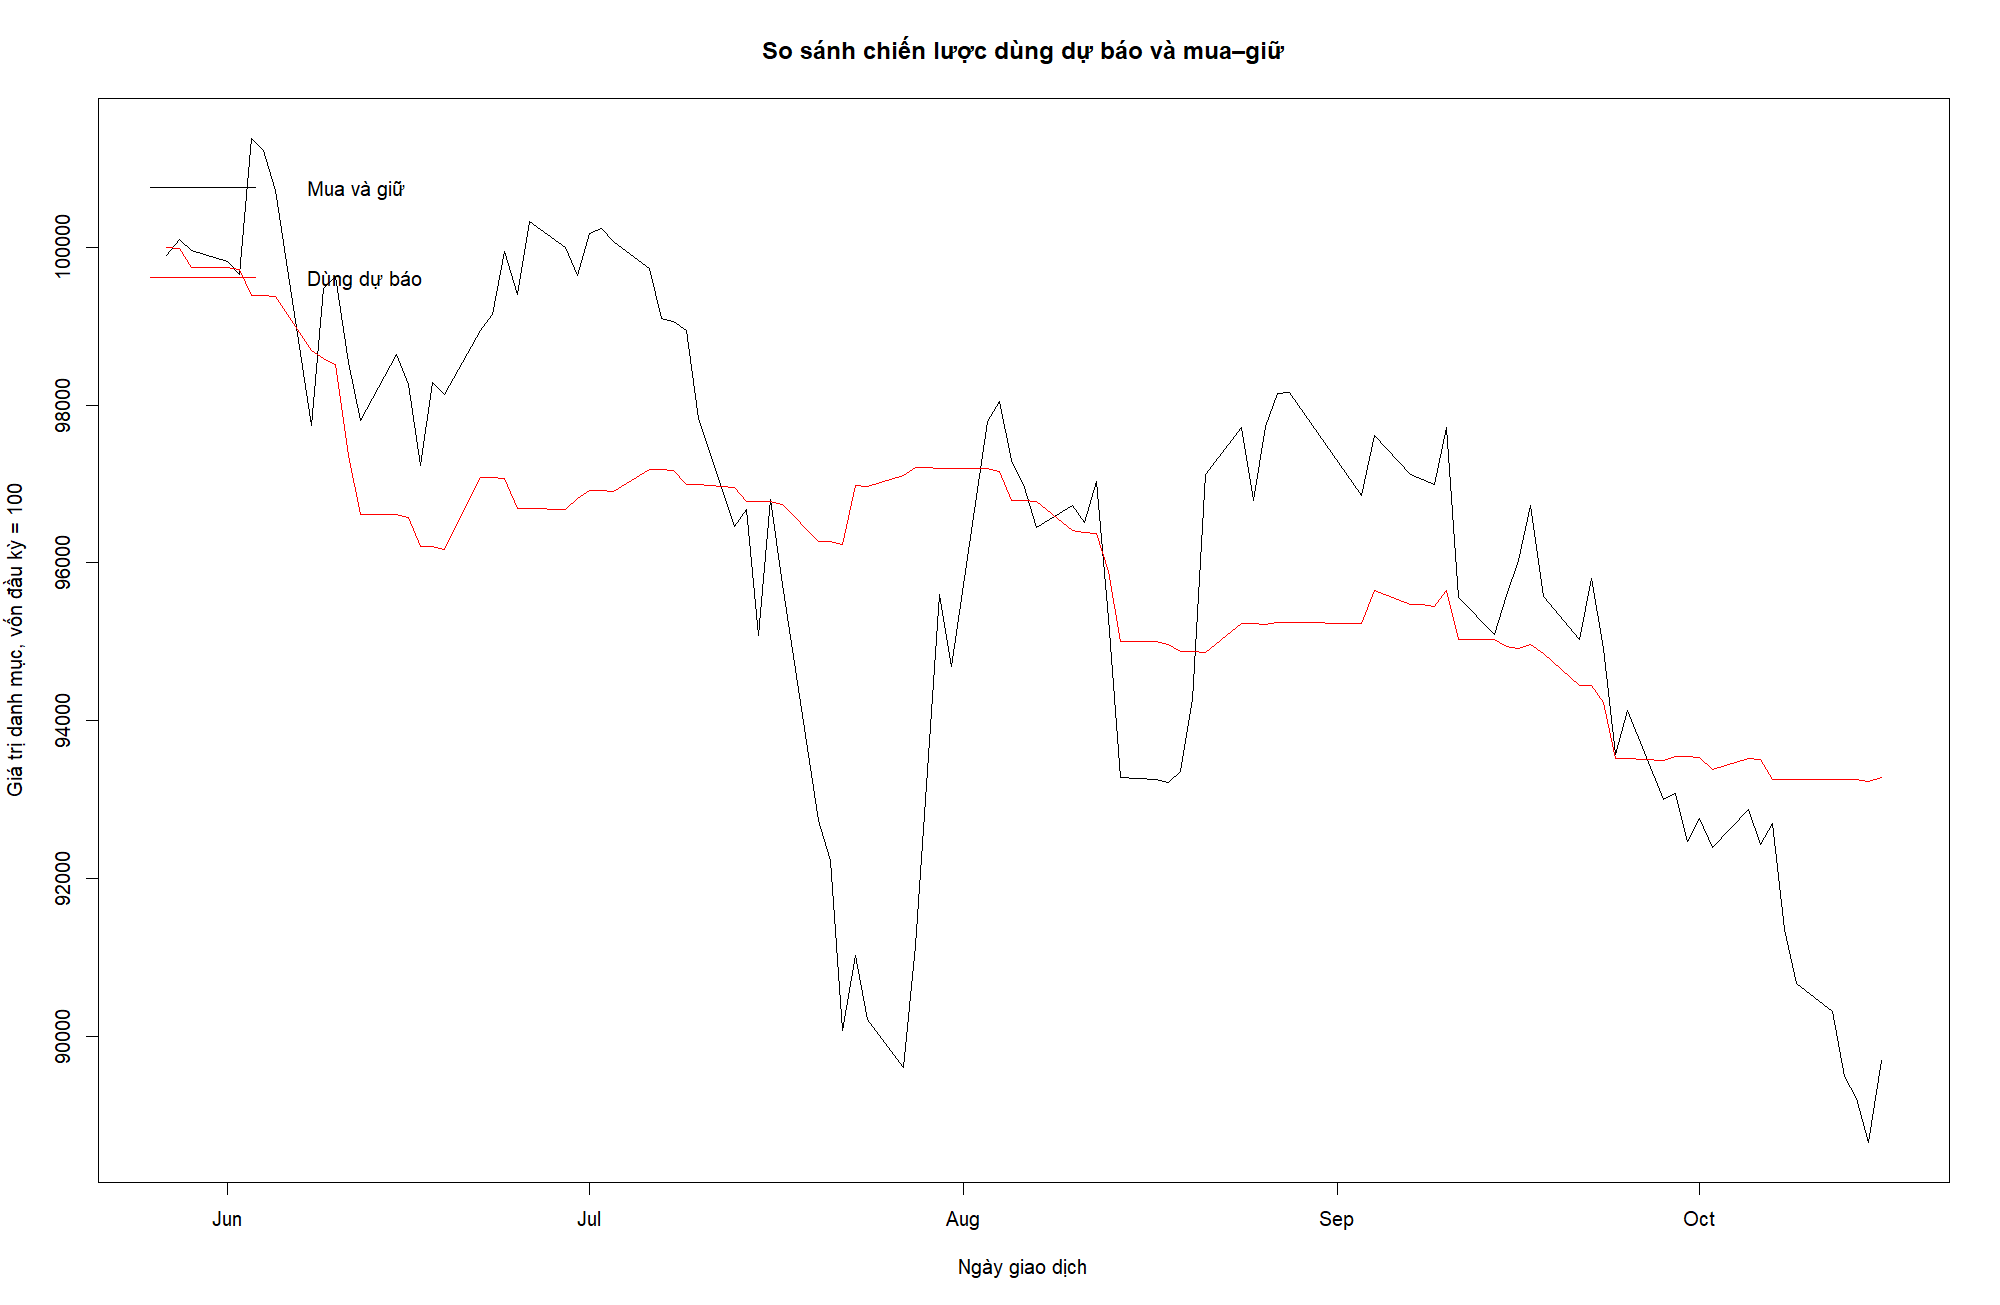 So sánh chiến lược dùng dự báo và mua–giữ
Mua và giữ
Dùng dự báo
Giá trị danh mục, vốn đầu kỳ = 100
100000
98000
96000
94000
92000
90000
Jun
Jul
Aug
Sep
Oct
Ngày giao dịch